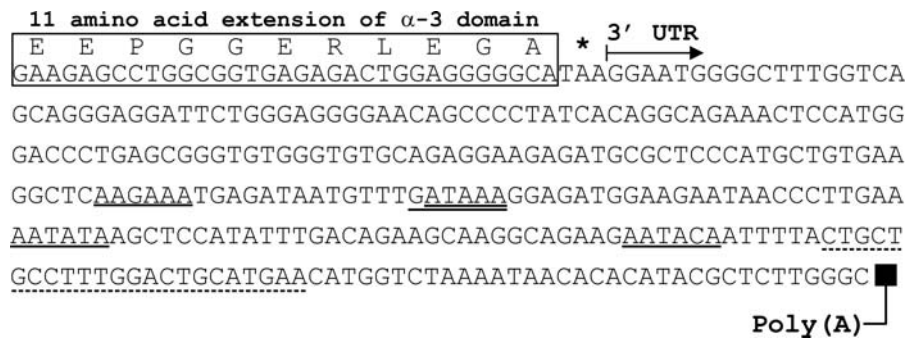 11 amino acid extension of α-3 domain
E E P G G E R L E G A * 3' UTR
GAAGAGCCTGGCGGTGAGAGACTGGAGGGGGCATAAGGAATGGGGCTTTGGTCA
GCAGGGAGGATTCTGGGAGGGGAACAGCCCCTATCACAGGCAGAAACTCCATGG
GACCCTGAGCGGGTGTGGGTGTGCAGAGGAAGAGATGCGCTCCCATGCTGTGAA
GGCTCAAGAAATGAGATAATGTTTGATAAAGGAGATGGAAGAATAACCCTTGAA
AATATAAGCTCCATATTTGACAGAAGCAAGGCAGAAGAATACAATTTTACTGCT
GCCTTTGGACTGCATGAACATGGTCTAAAATAACACACATACGCTCTTGGGC
Poly(A)